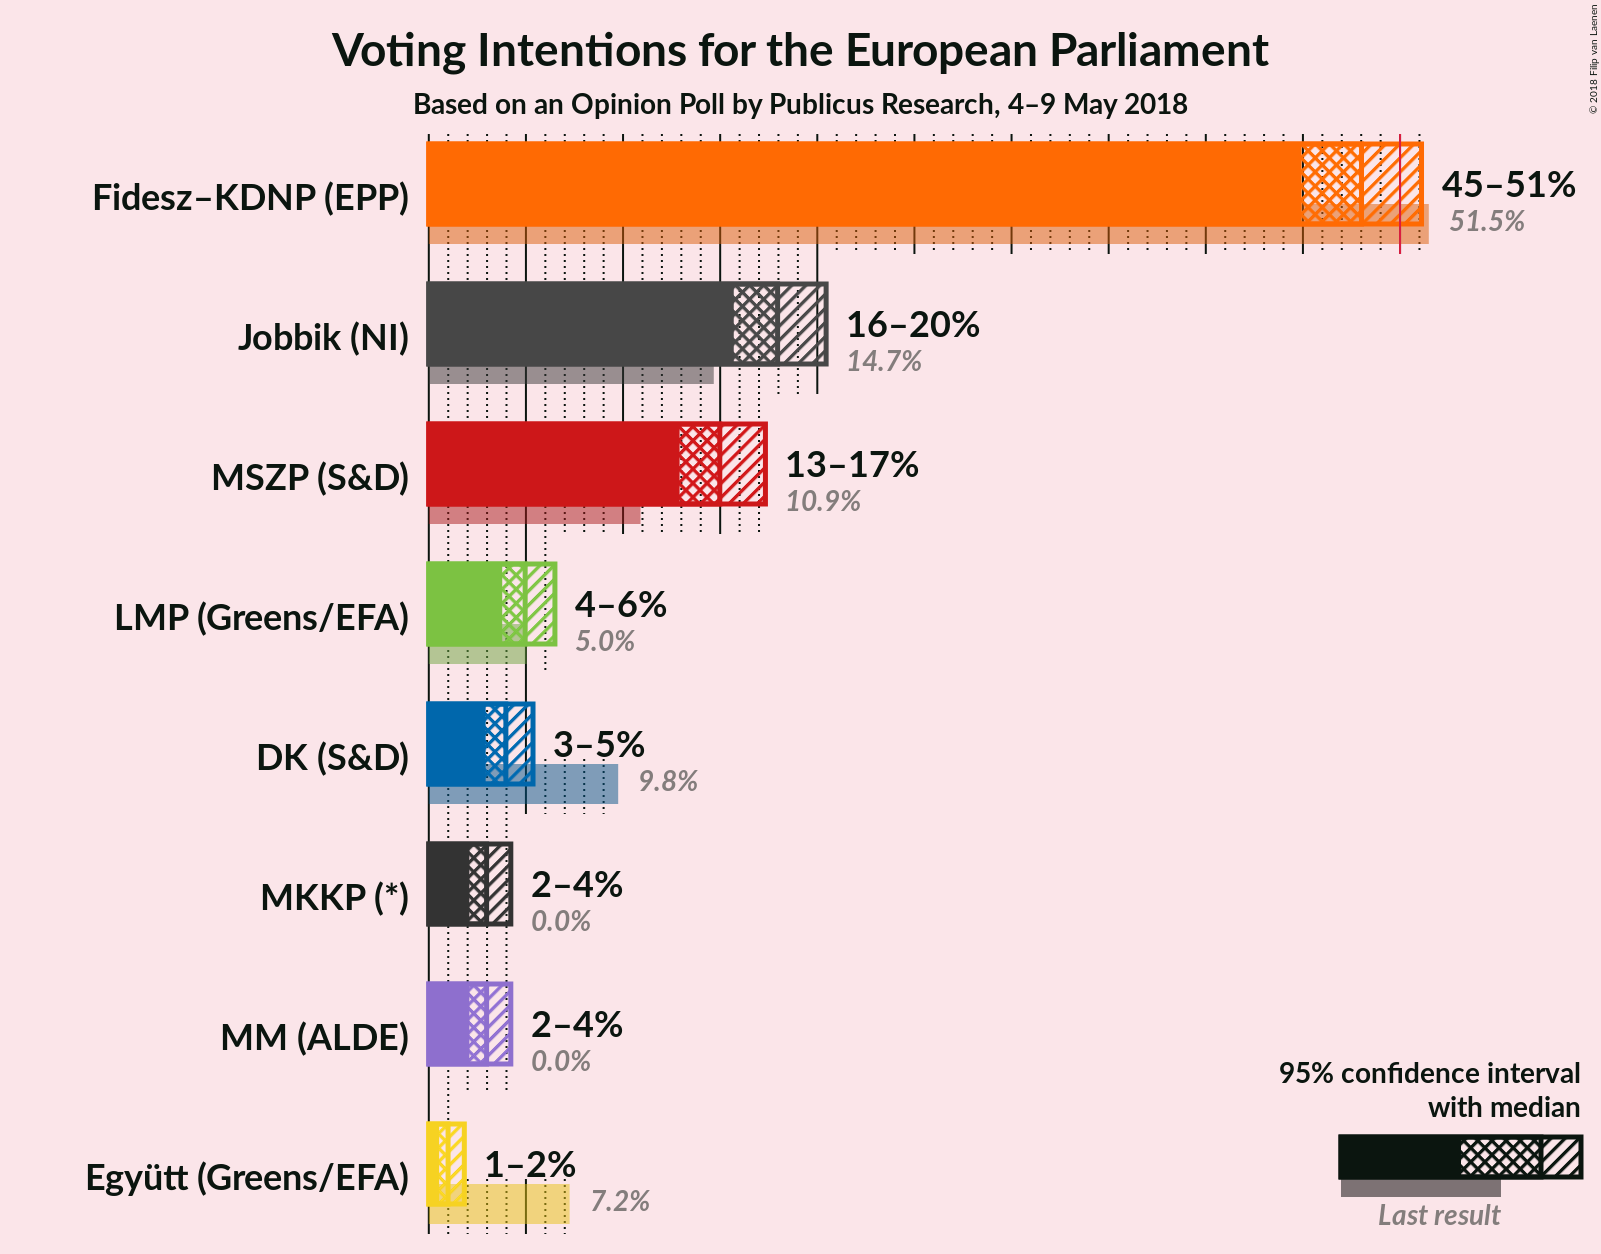 Voting Intentions for the European Parliament
Based on an Opinion Poll by Publicus Research, 4–9 May 2018
© 2018 Filip van Laenen
Fidesz–KDNP (EPP)
45–51%
51.5%
Jobbik (NI)
16–20%
14.7%
MSZP (S&D)
13–17%
10.9%
LMP (Greens/EFA)
4–6%
5.0%
DK (S&D)
3–5%
9.8%
MKKP (*)
2–4%
0.0%
MM (ALDE)
2–4%
0.0%
Együtt (Greens/EFA)
1–2%
7.2%
95% confidence interval
with median
Last result